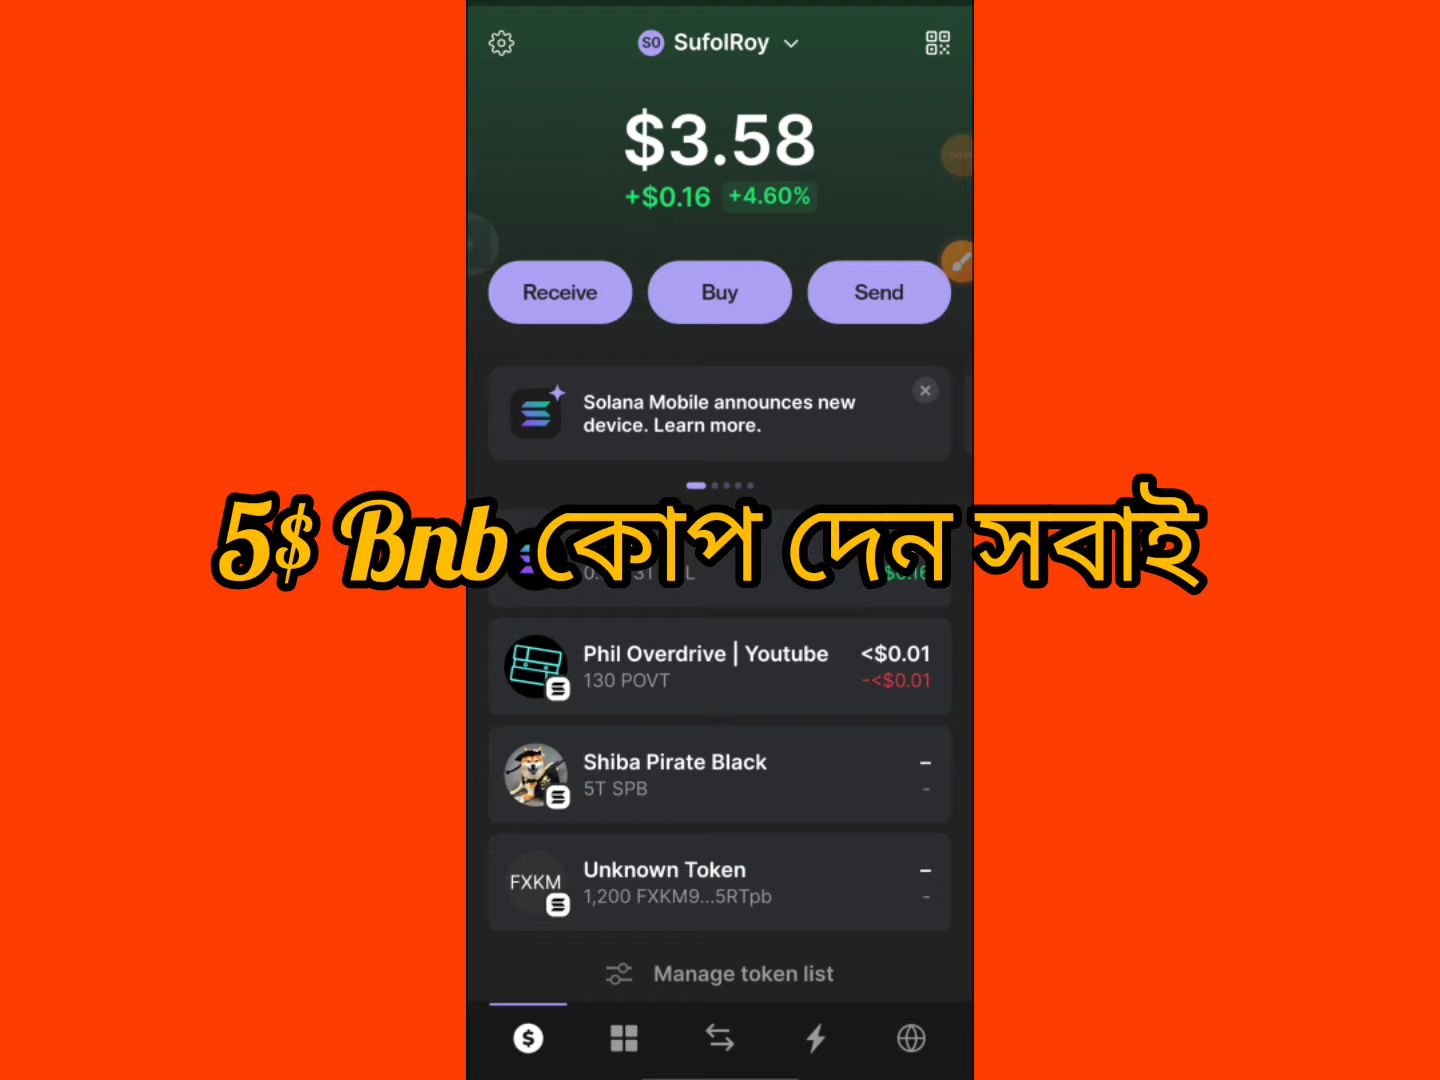 SO SufolRoy
$3.58
+$0.16 +4.60%
Receive Buy Send
Solana Mobile announces new
device. Learn more.
5$ Bnb কোপ দেন সবাই
Phil Overdrive | Youtube <$0.01
130 POVT -<$0.01
Shiba Pirate Black –
5T SPB -
FXKM Unknown Token –
1,200 FXKM9...5RTpb -
Manage token list